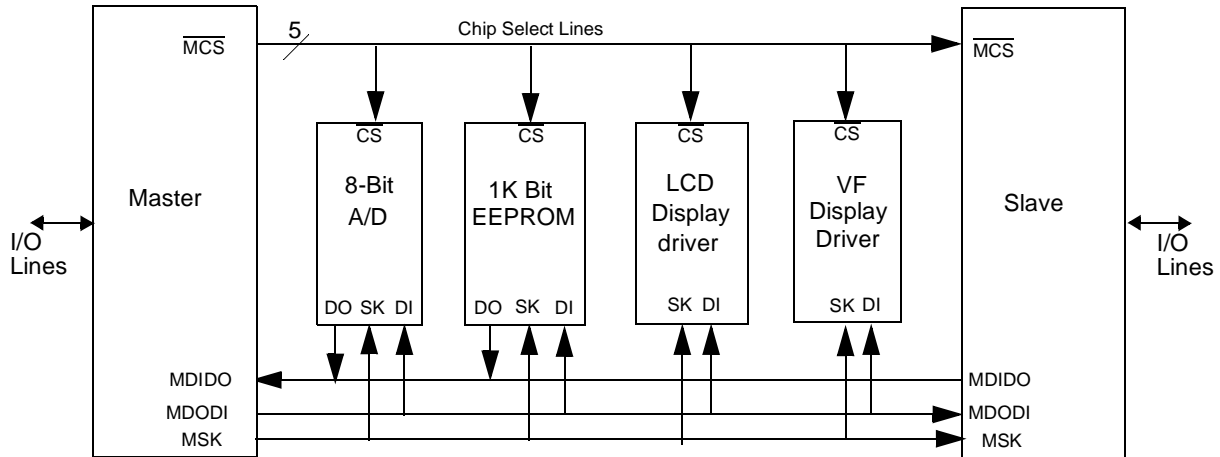 5
Chip Select Lines
MCS
MCS
CS
CS
CS
CS
8-Bit
A/D
1K Bit
EEPROM
LCD
Display
driver
VF
Display
Driver
Master
Slave
I/O
Lines
I/O
Lines
DO SK DI
DO SK DI
SK DI
SK DI
MDIDO
MDIDO
MDODI
MDODI
MSK
MSK